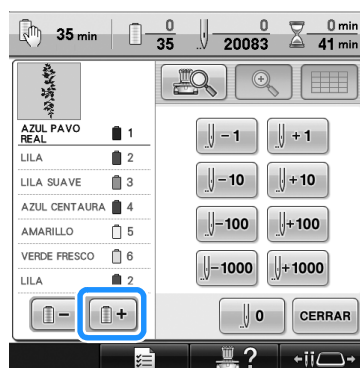 35 min
0
35
0
20083
0 min
41 min
AZUL PAVO
REAL
1
LILA
2
LILA SUAVE
3
AZUL CENTAURA
4
AMARILLO
5
VERDE FRESCO
6
LILA
2
-1
+1
-10
+10
-100
+100
-1000
+1000
-
+
0
CERRAR
?